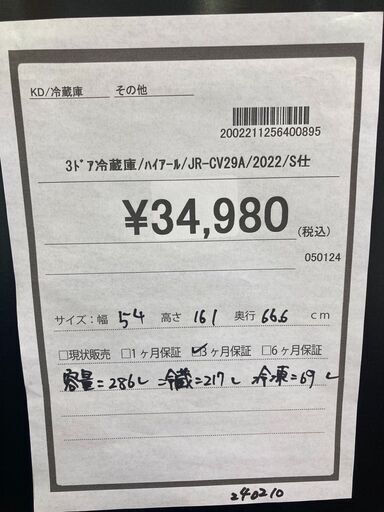 KD/冷蔵庫 その他
2002211256400895
3ﾄﾞｱ冷蔵庫/ﾊｲｱｰﾙ/JR-CV29A/2022/S仕
¥34,980 (税込)
050124
サイズ:幅 54 高さ 161 奥行 66.6 cm
□現状販売 □1ヶ月保証 ☑3ヶ月保証 □6ヶ月保証
容量=286L 冷蔵=217L 冷凍=69L
240210